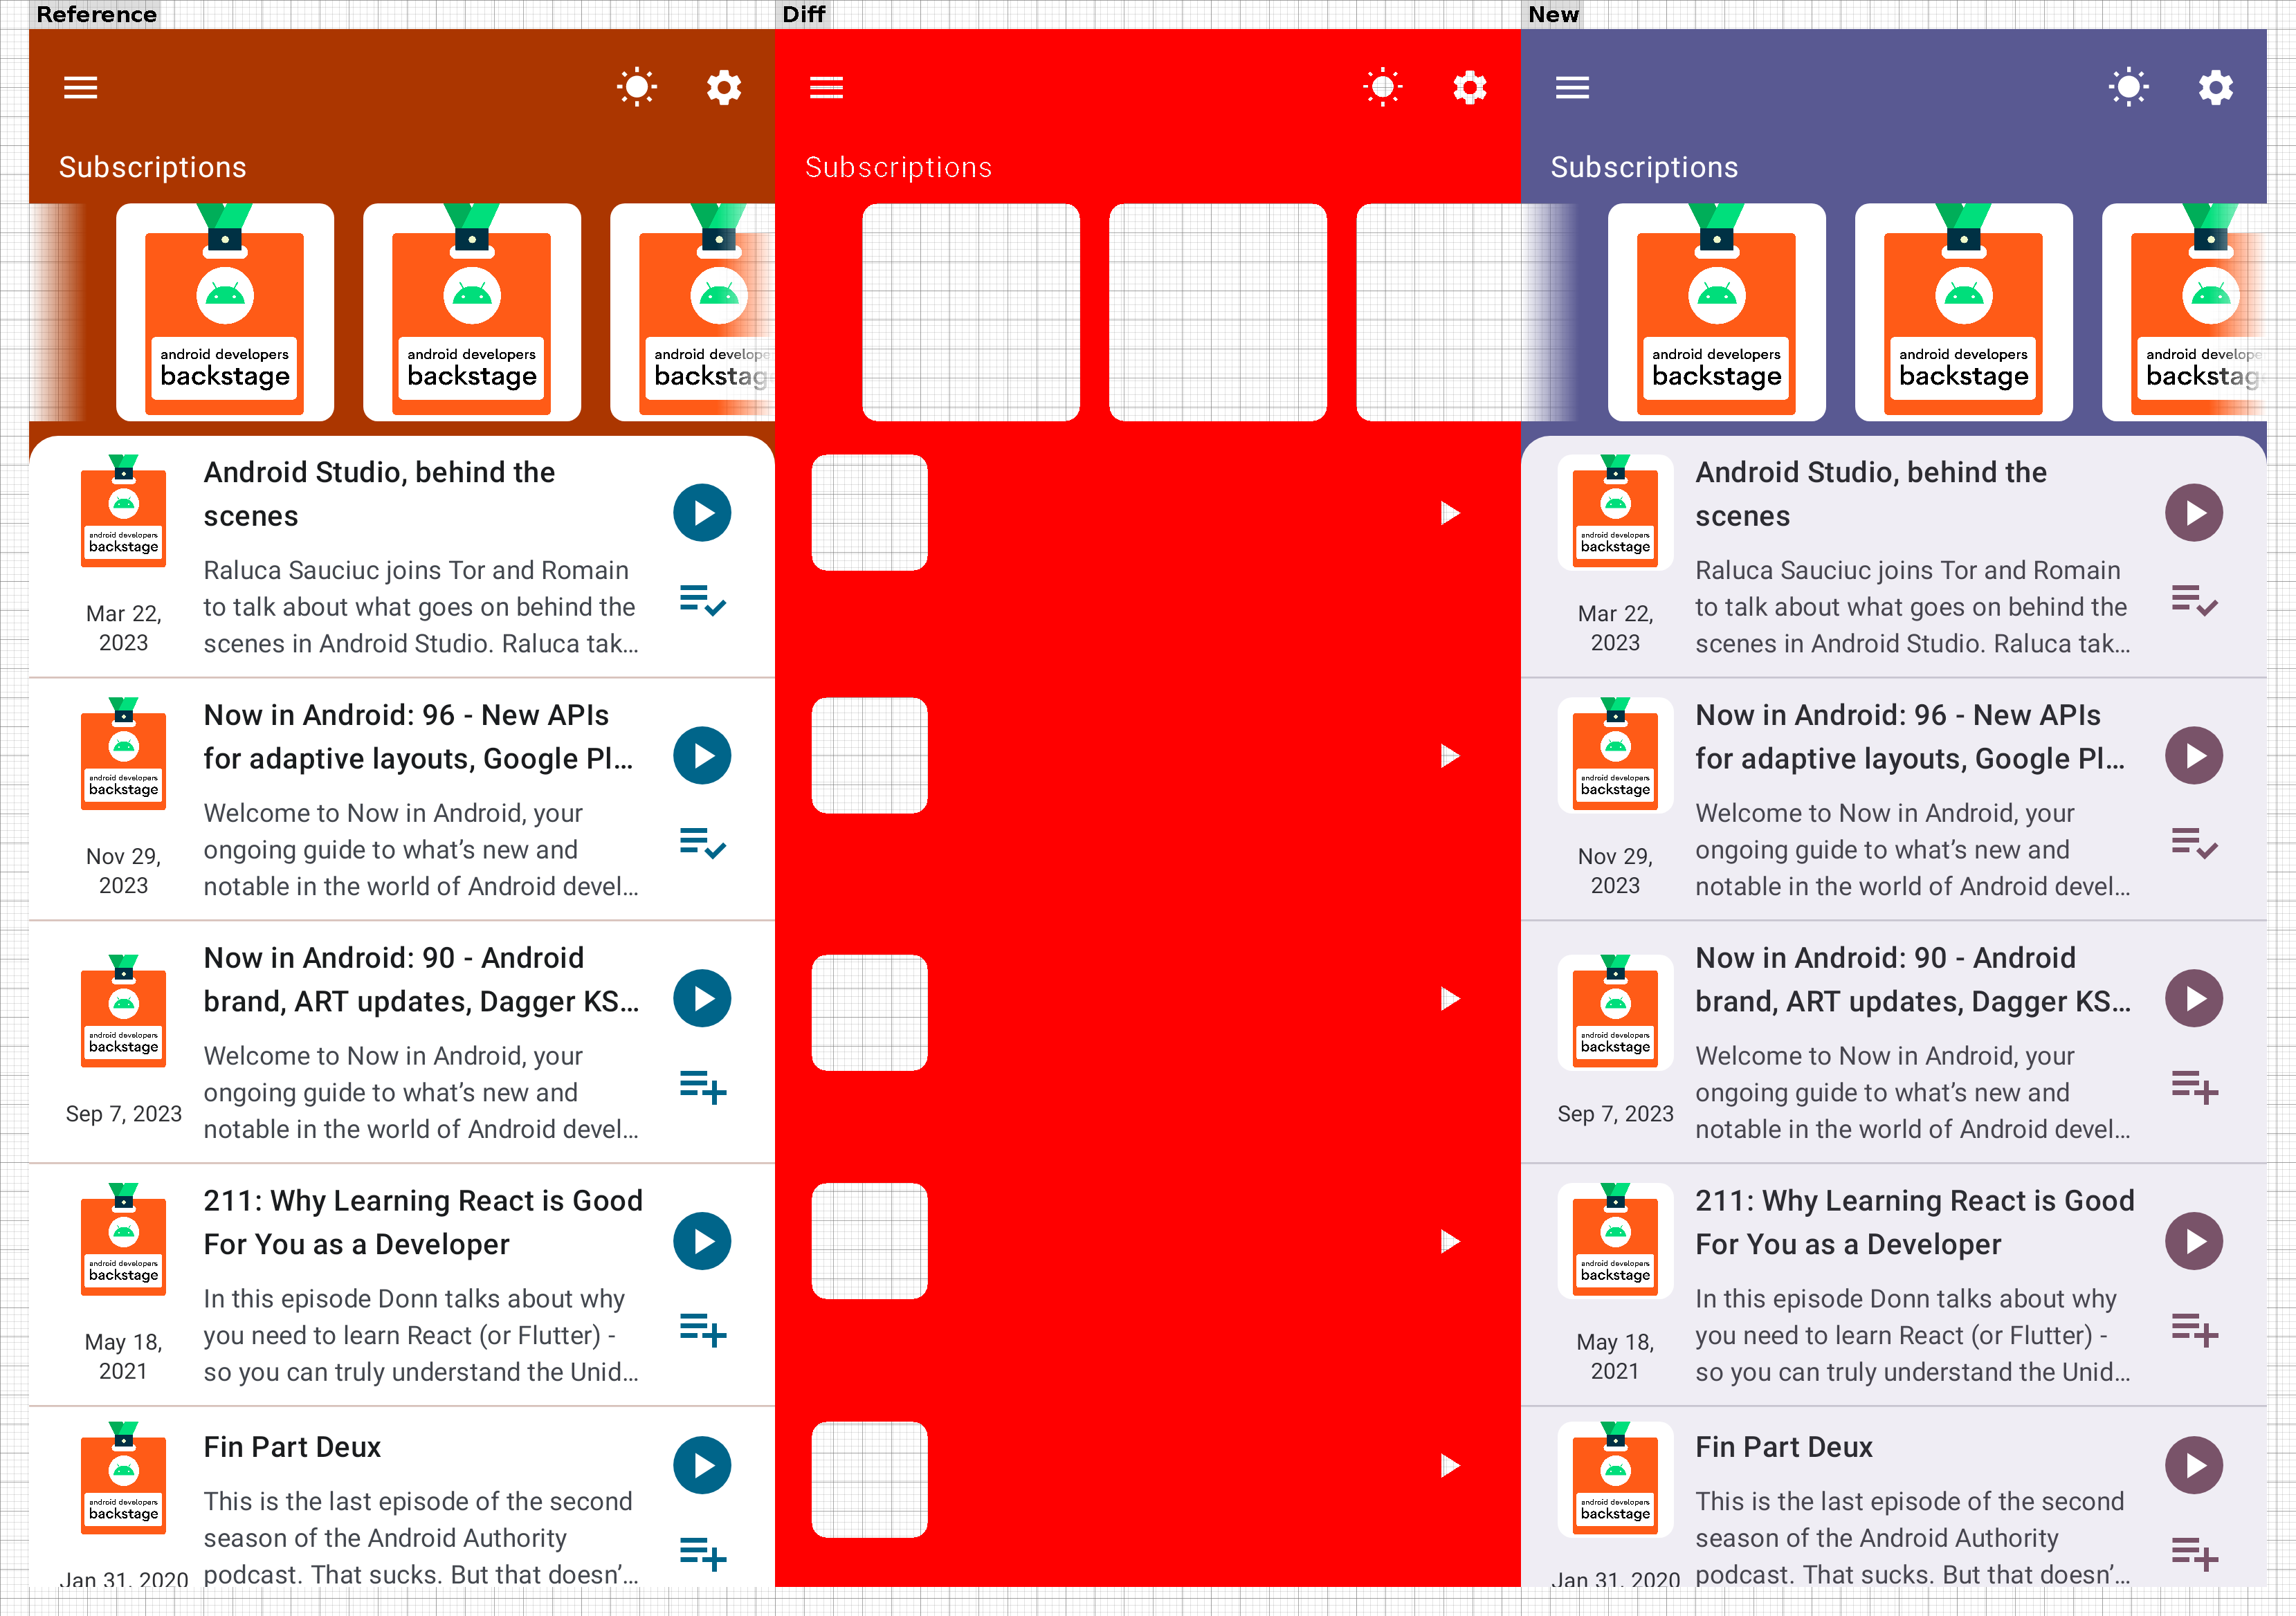 Reference
Diff
New
Subscriptions
android developers
backstage
android developers
backstage
android develope
backstag
Android Studio, behind the
scenes
Raluca Sauciuc joins Tor and Romain
to talk about what goes on behind the
scenes in Android Studio. Raluca tak…
android developers
backstage
Mar 22,
2023
Now in Android: 96 - New APIs
for adaptive layouts, Google Pl…
Welcome to Now in Android, your
ongoing guide to what’s new and
notable in the world of Android devel…
android developers
backstage
Nov 29,
2023
Now in Android: 90 - Android
brand, ART updates, Dagger KS…
Welcome to Now in Android, your
ongoing guide to what’s new and
notable in the world of Android devel…
android developers
backstage
Sep 7, 2023
211: Why Learning React is Good
For You as a Developer
In this episode Donn talks about why
you need to learn React (or Flutter) -
so you can truly understand the Unid…
android developers
backstage
May 18,
2021
Fin Part Deux
This is the last episode of the second
season of the Android Authority
podcast. That sucks. But that doesn’…
android developers
backstage
Jan 31, 2020
Subscriptions
Subscriptions
android developers
backstage
android developers
backstage
android develope
backstag
Android Studio, behind the
scenes
Raluca Sauciuc joins Tor and Romain
to talk about what goes on behind the
scenes in Android Studio. Raluca tak…
android developers
backstage
Mar 22,
2023
Now in Android: 96 - New APIs
for adaptive layouts, Google Pl…
Welcome to Now in Android, your
ongoing guide to what’s new and
notable in the world of Android devel…
android developers
backstage
Nov 29,
2023
Now in Android: 90 - Android
brand, ART updates, Dagger KS…
Welcome to Now in Android, your
ongoing guide to what’s new and
notable in the world of Android devel…
android developers
backstage
Sep 7, 2023
211: Why Learning React is Good
For You as a Developer
In this episode Donn talks about why
you need to learn React (or Flutter) -
so you can truly understand the Unid…
android developers
backstage
May 18,
2021
Fin Part Deux
This is the last episode of the second
season of the Android Authority
podcast. That sucks. But that doesn’…
android developers
backstage
Jan 31, 2020